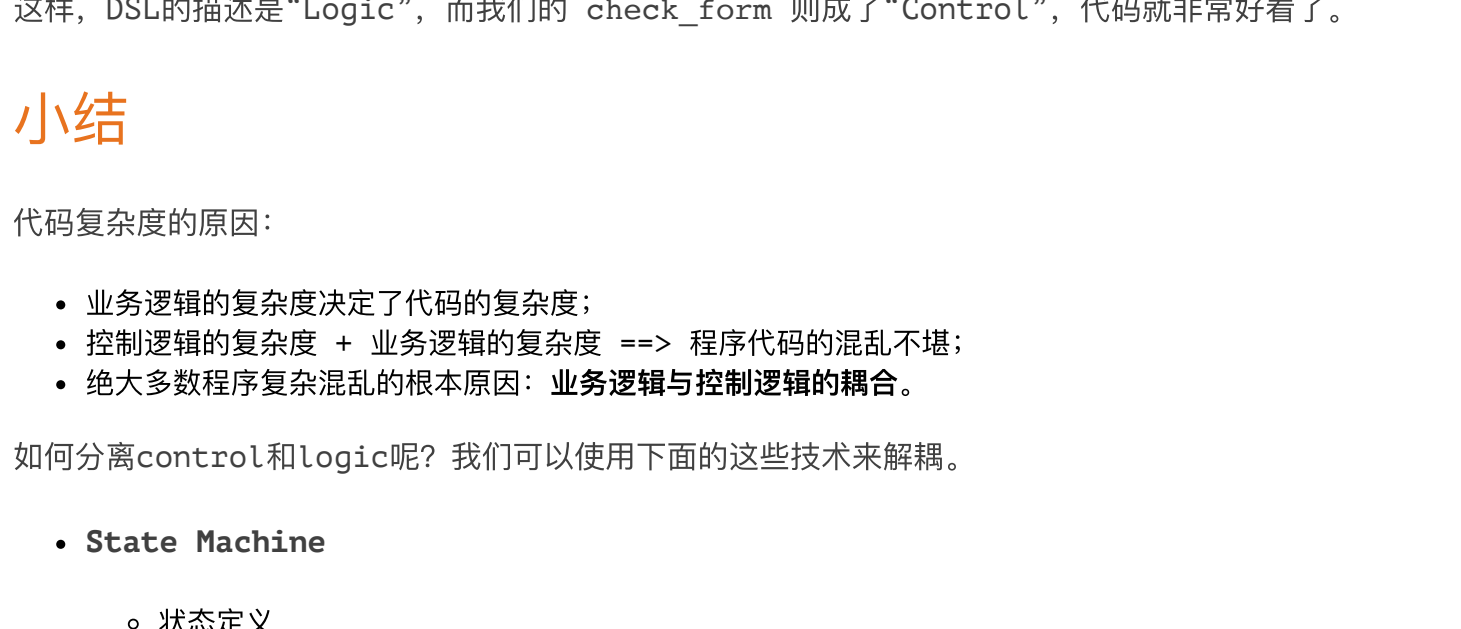 这样，DSL的描述是“Logic”，而我们的 check_form 则成了“Control”，代码就非常好看了。
小结
代码复杂度的原因：
业务逻辑的复杂度决定了代码的复杂度；
控制逻辑的复杂度 + 业务逻辑的复杂度 ==> 程序代码的混乱不堪；
绝大多数程序复杂混乱的根本原因：业务逻辑与控制逻辑的耦合。
如何分离control和logic呢？我们可以使用下面的这些技术来解耦。
State Machine
状态定义